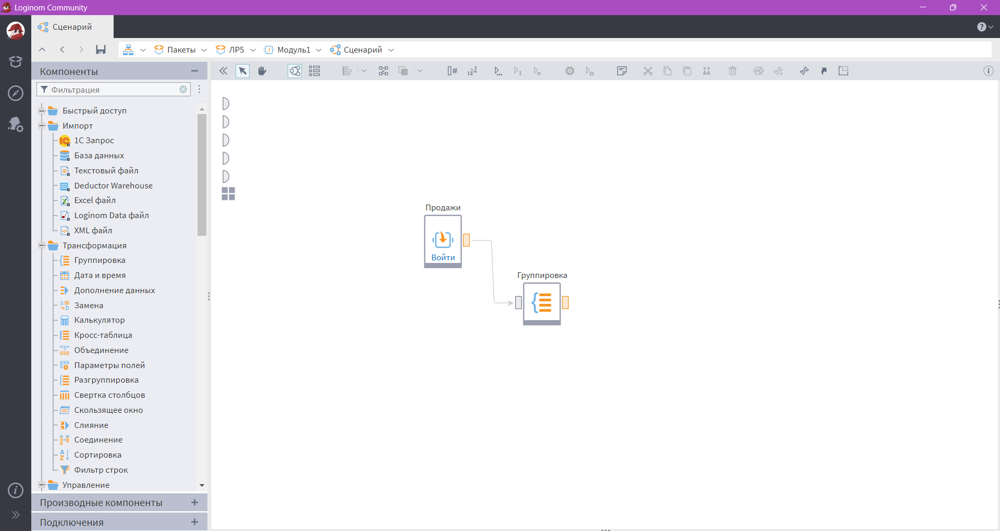 Loginom Community
Сценарий
Пакеты
ЛР5
Модуль1
Сценарий
Компоненты
Фильтрация
Быстрый доступ
Импорт
1С Запрос
База данных
Текстовый файл
Deductor Warehouse
Excel файл
Loginom Data файл
XML файл
Трансформация
Группировка
Дата и время
Дополнение данных
Замена
Калькулятор
Кросс-таблица
Объединение
Параметры полей
Разгруппировка
Свертка столбцов
Скользящее окно
Слияние
Соединение
Сортировка
Фильтр строк
Управление
Производные компоненты
Подключения
Продажи
Войти
Группировка